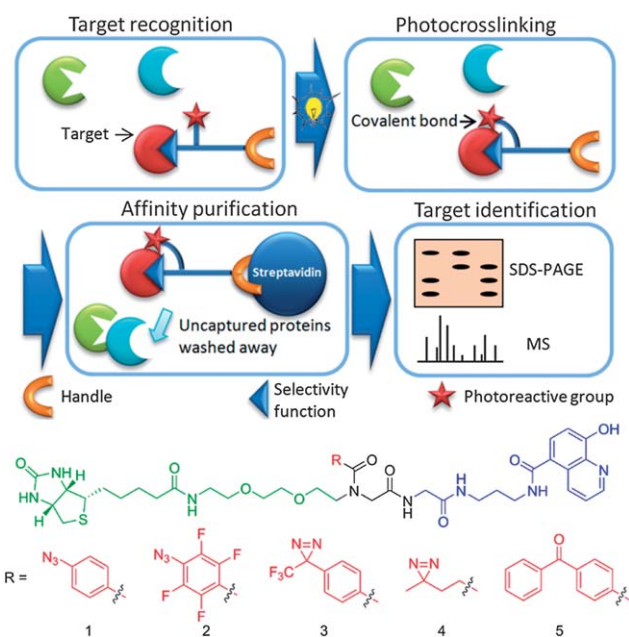 Target recognition
Photocrosslinking
Target
Covalent bond
Affinity purification
Target identification
Streptavidin
SDS-PAGE
Uncaptured proteins
washed away
MS
Handle
Selectivity
function
Photoreactive group
O
HN
NH
H
H
S
O
N
H
O
O
R
O
N
O
N
H
O
H
N
N
H
O
OH
N
R =
N3
N3
F
F
F
F
N=N
F3C
N=N
O
1
2
3
4
5